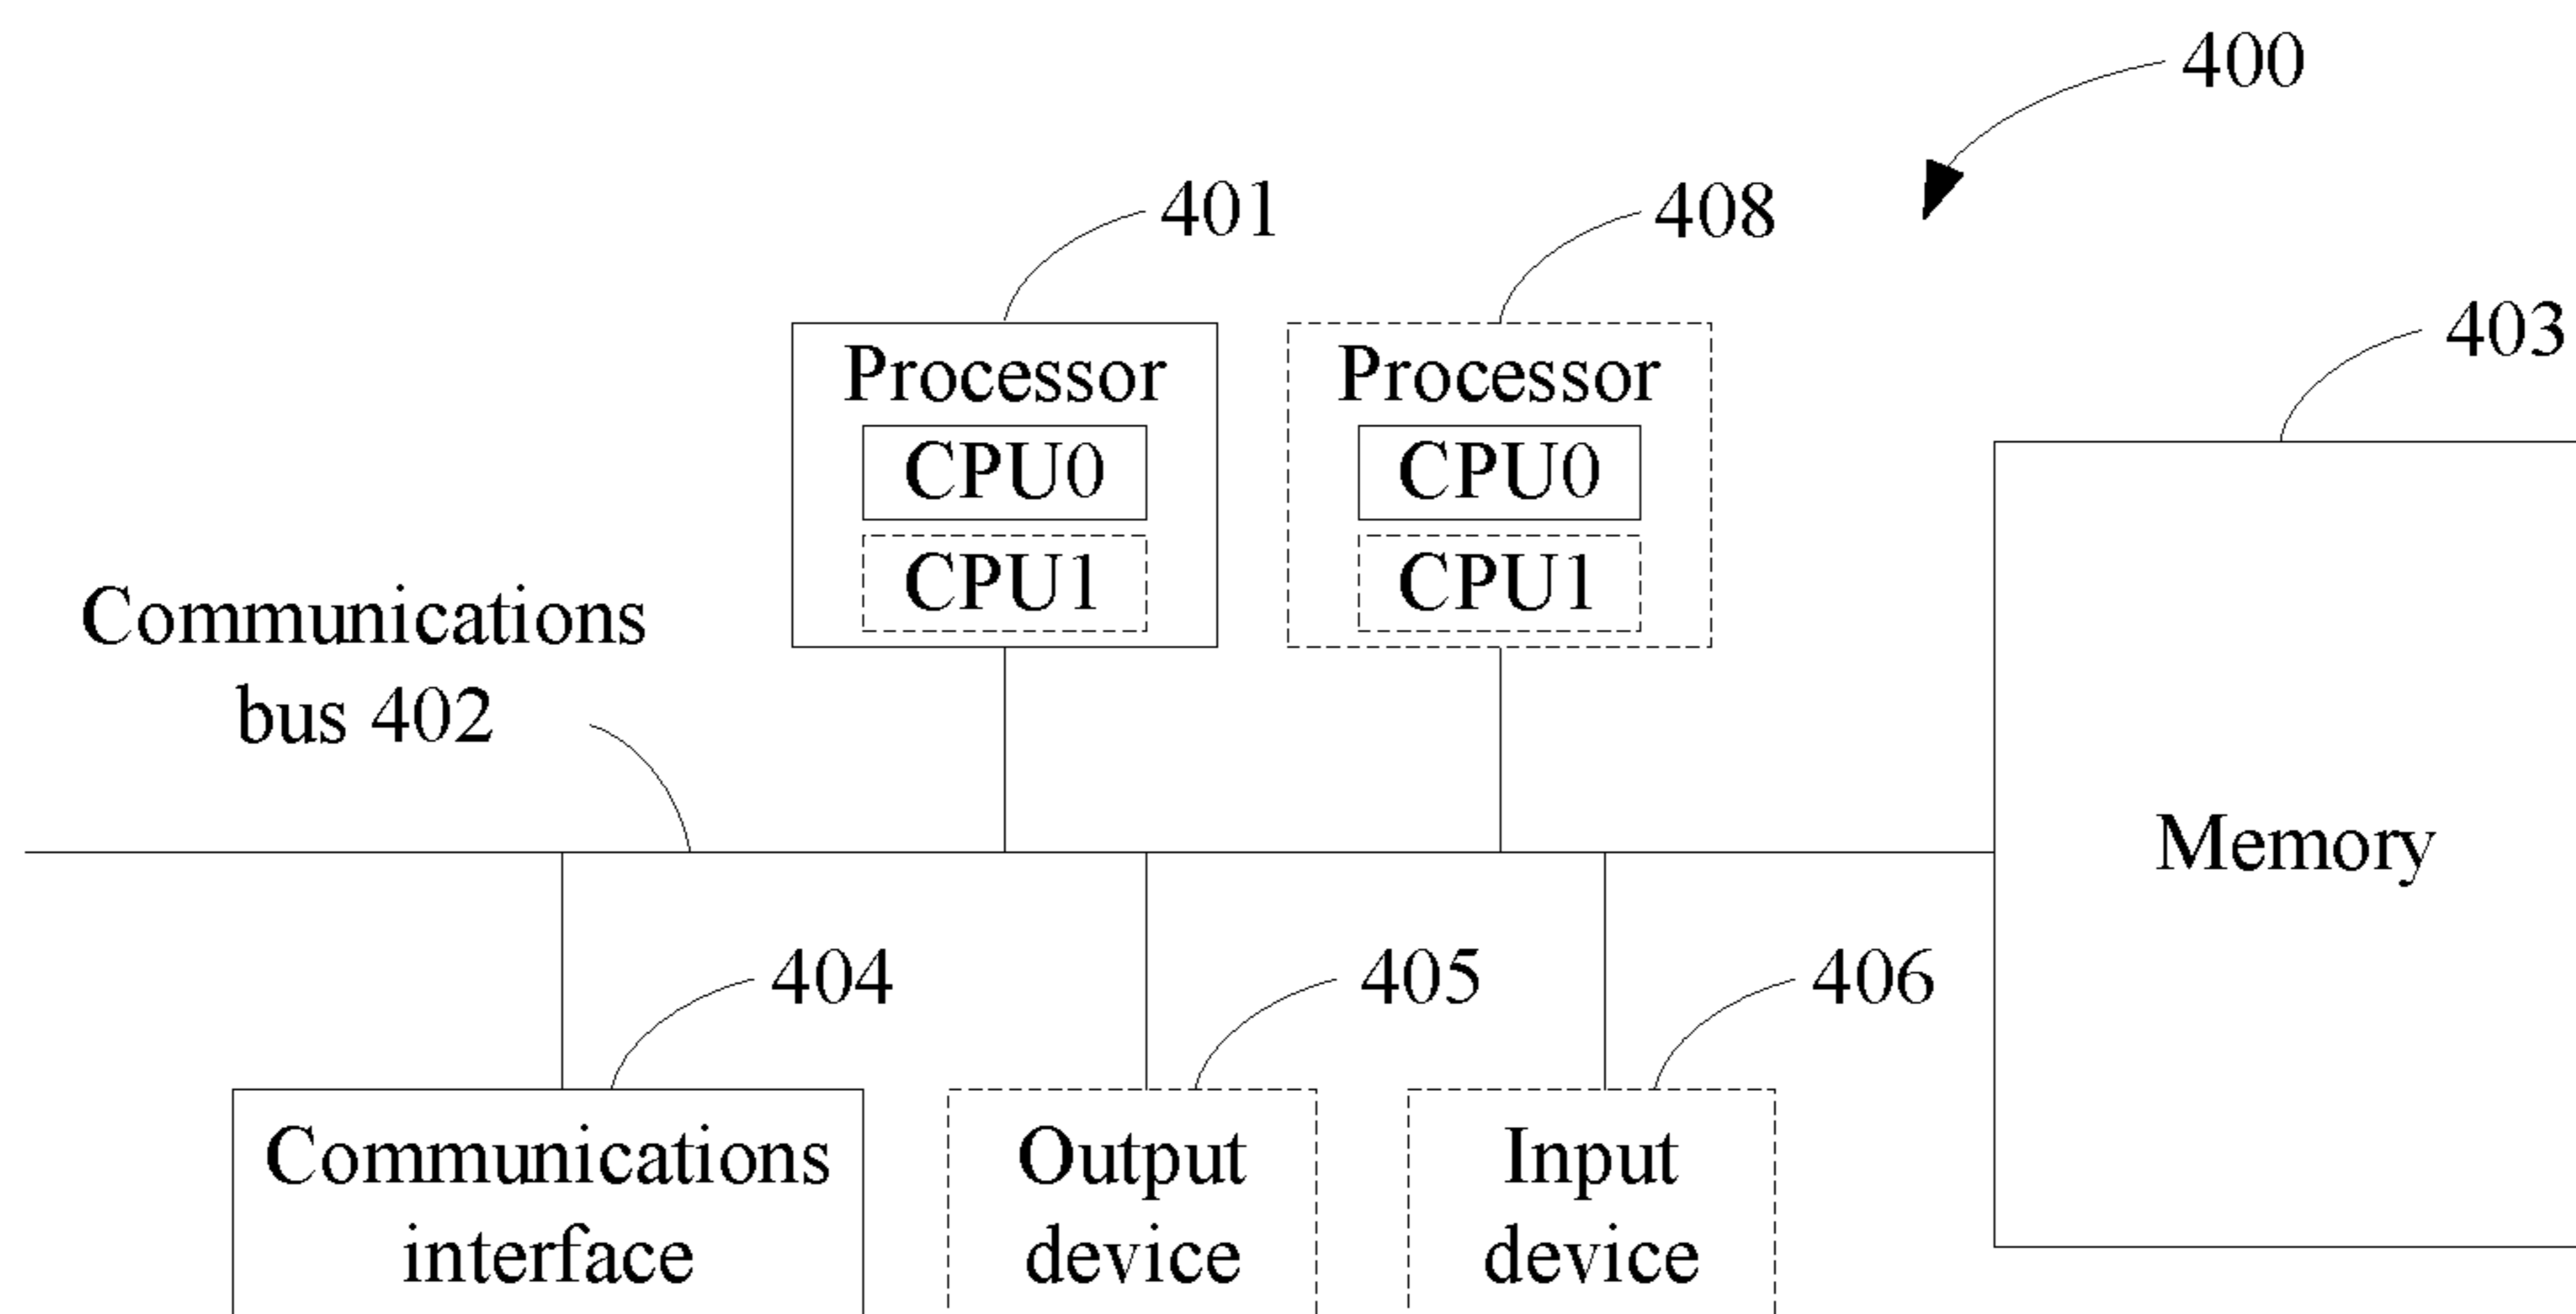 400
401
408
403
Processor
CPU0
CPU1
Processor
CPU0
CPU1
Communications
bus 402
Memory
404
405
406
Communications
interface
Output
device
Input
device